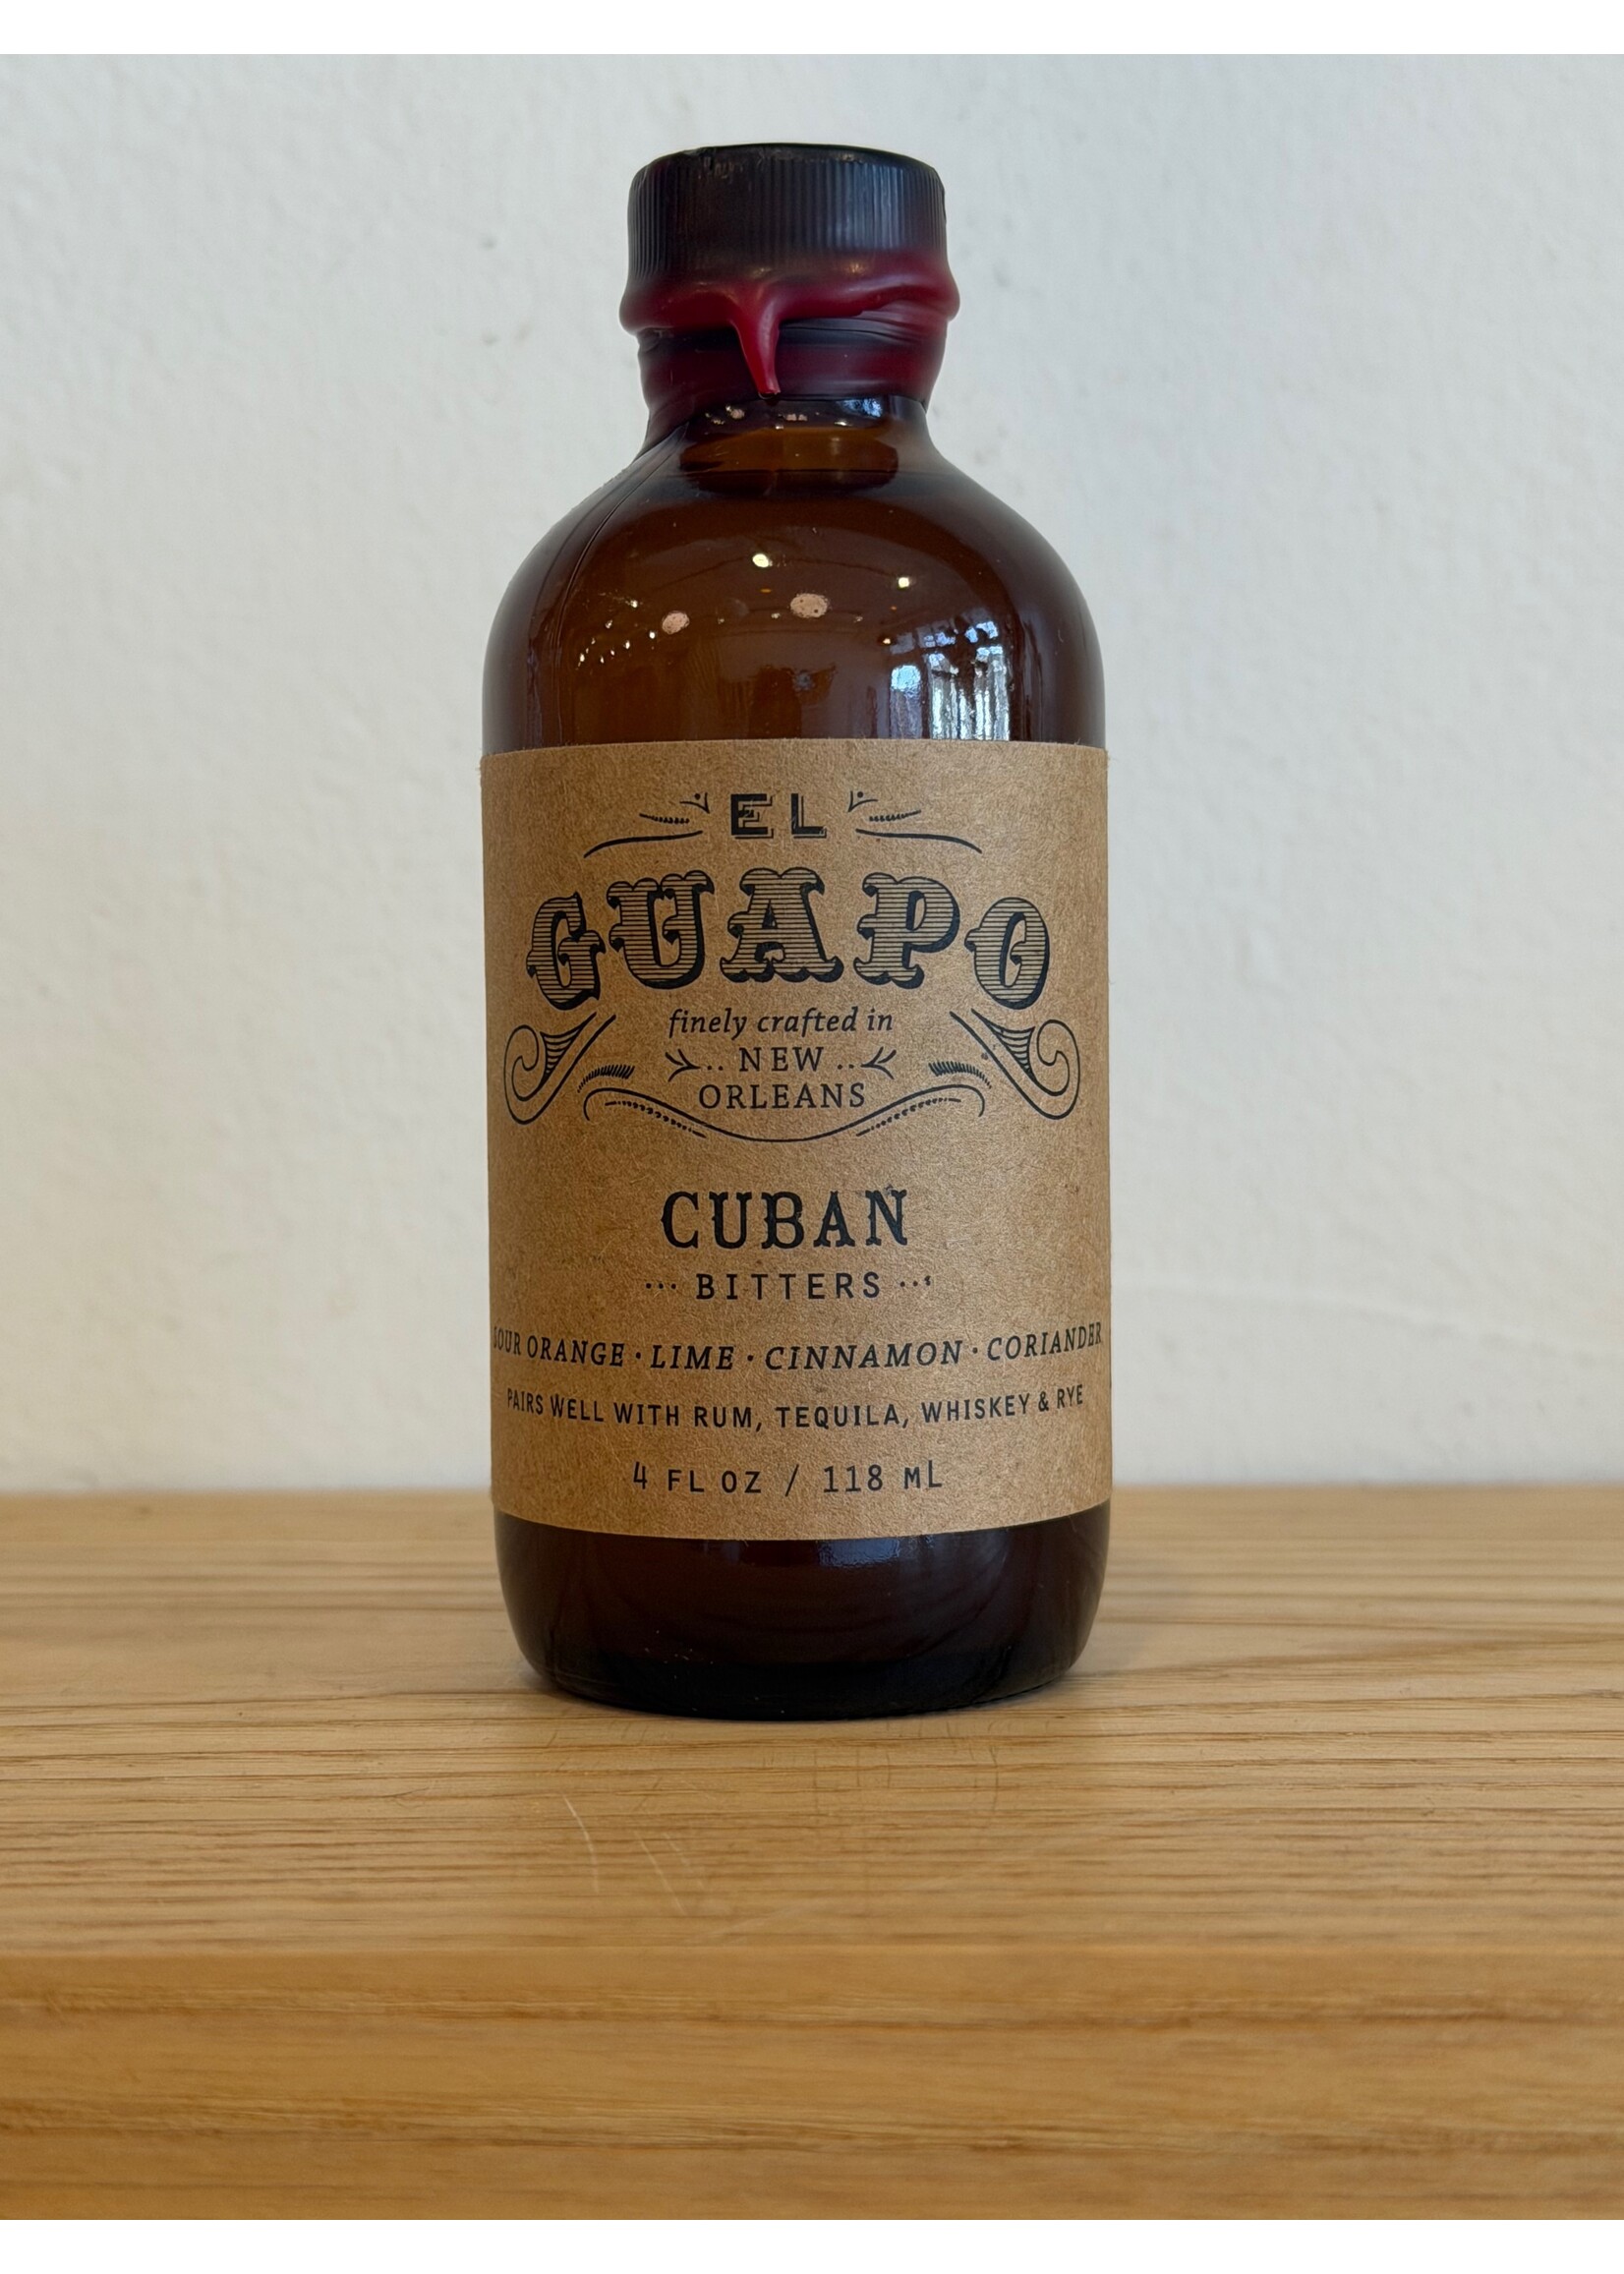 EL
GUAPO
finely crafted in
NEW
ORLEANS
CUBAN
··· BITTERS ···
SOUR ORANGE · LIME · CINNAMON · CORIANDER
PAIRS WELL WITH RUM, TEQUILA, WHISKEY & RYE
4 FL OZ / 118 mL